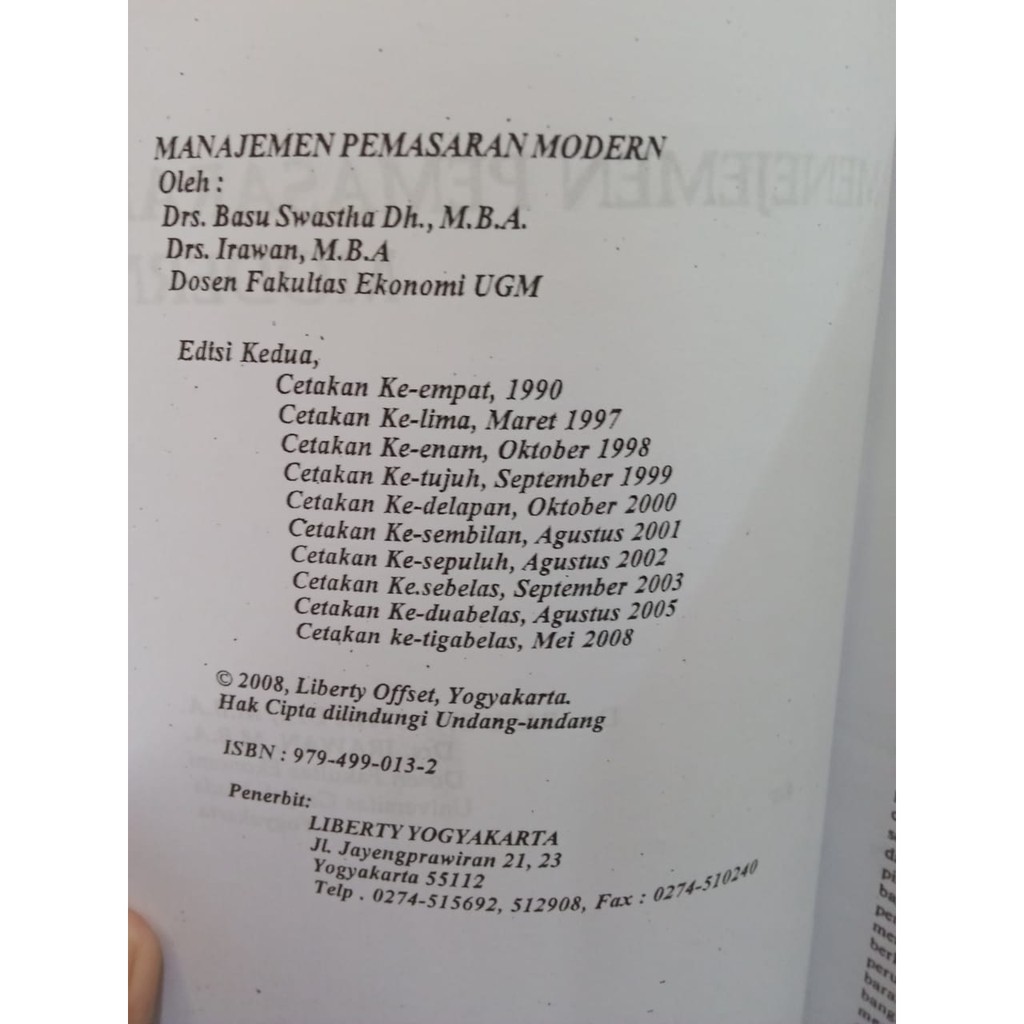 MANAJEMEN PEMASARAN MODERN
Oleh :
Drs. Basu Swastha Dh., M.B.A.
Drs. Irawan, M.B.A
Dosen Fakultas Ekonomi UGM
Edisi Kedua,
Cetakan Ke-empat, 1990
Cetakan Ke-lima, Maret 1997
Cetakan Ke-enam, Oktober 1998
Cetakan Ke-tujuh, September 1999
Cetakan Ke-delapan, Oktober 2000
Cetakan Ke-sembilan, Agustus 2001
Cetakan Ke-sepuluh, Agustus 2002
Cetakan Ke.sebelas, September 2003
Cetakan Ke-duabelas, Agustus 2005
Cetakan ke-tigabelas, Mei 2008
© 2008, Liberty Offset, Yogyakarta.
Hak Cipta dilindungi Undang-undang
ISBN : 979-499-013-2
Penerbit:
LIBERTY YOGYAKARTA
Jl. Jayengprawiran 21, 23
Yogyakarta 55112
Telp . 0274-515692, 512908, Fax : 0274-510240